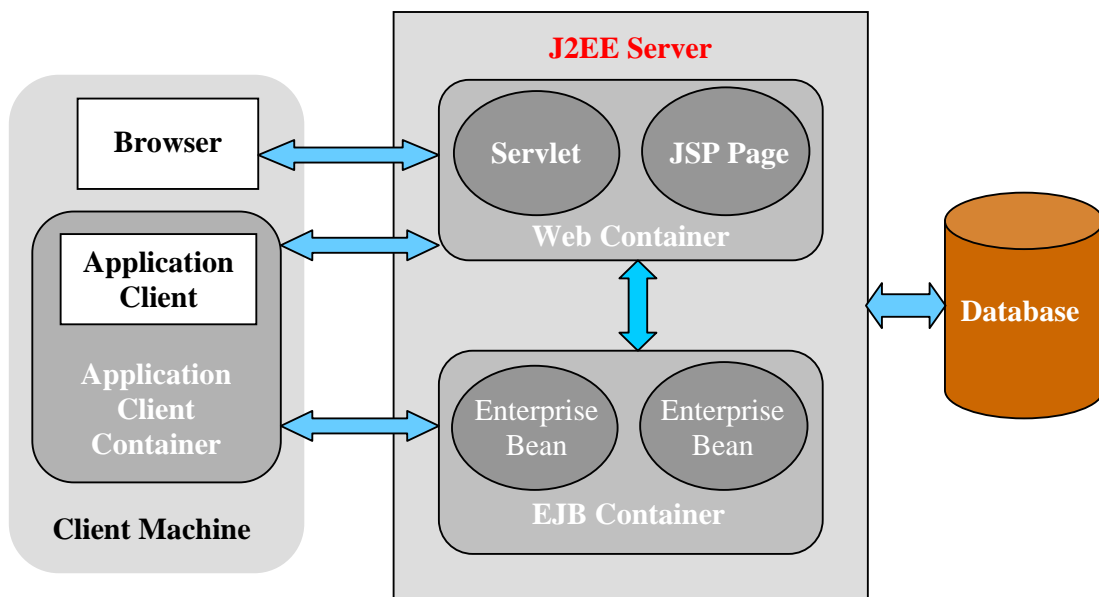 J2EE Server
Browser
Servlet
JSP Page
Web Container
Application
Client
Application
Client
Container
Client Machine
Enterprise
Bean
Enterprise
Bean
EJB Container
Database